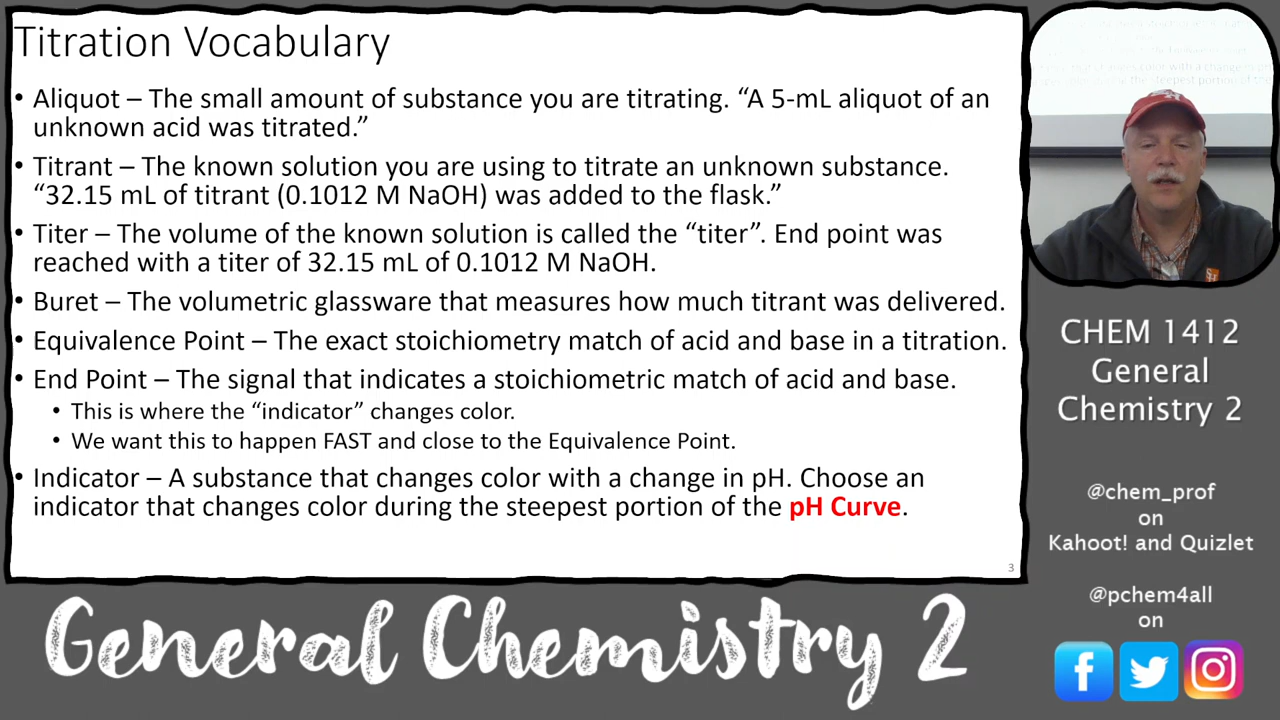 Titration Vocabulary
• Aliquot – The small amount of substance you are titrating. “A 5-mL aliquot of an
unknown acid was titrated.”
• Titrant – The known solution you are using to titrate an unknown substance.
“32.15 mL of titrant (0.1012 M NaOH) was added to the flask.”
• Titer – The volume of the known solution is called the “titer”. End point was
reached with a titer of 32.15 mL of 0.1012 M NaOH.
• Buret – The volumetric glassware that measures how much titrant was delivered.
• Equivalence Point – The exact stoichiometry match of acid and base in a titration.
• End Point – The signal that indicates a stoichiometric match of acid and base.
• This is where the “indicator” changes color.
• We want this to happen FAST and close to the Equivalence Point.
• Indicator – A substance that changes color with a change in pH. Choose an
indicator that changes color during the steepest portion of the pH Curve.
3
CHEM 1412
General
Chemistry 2
@chem_prof
on
Kahoot! and Quizlet
@pchem4all
on
General Chemistry 2